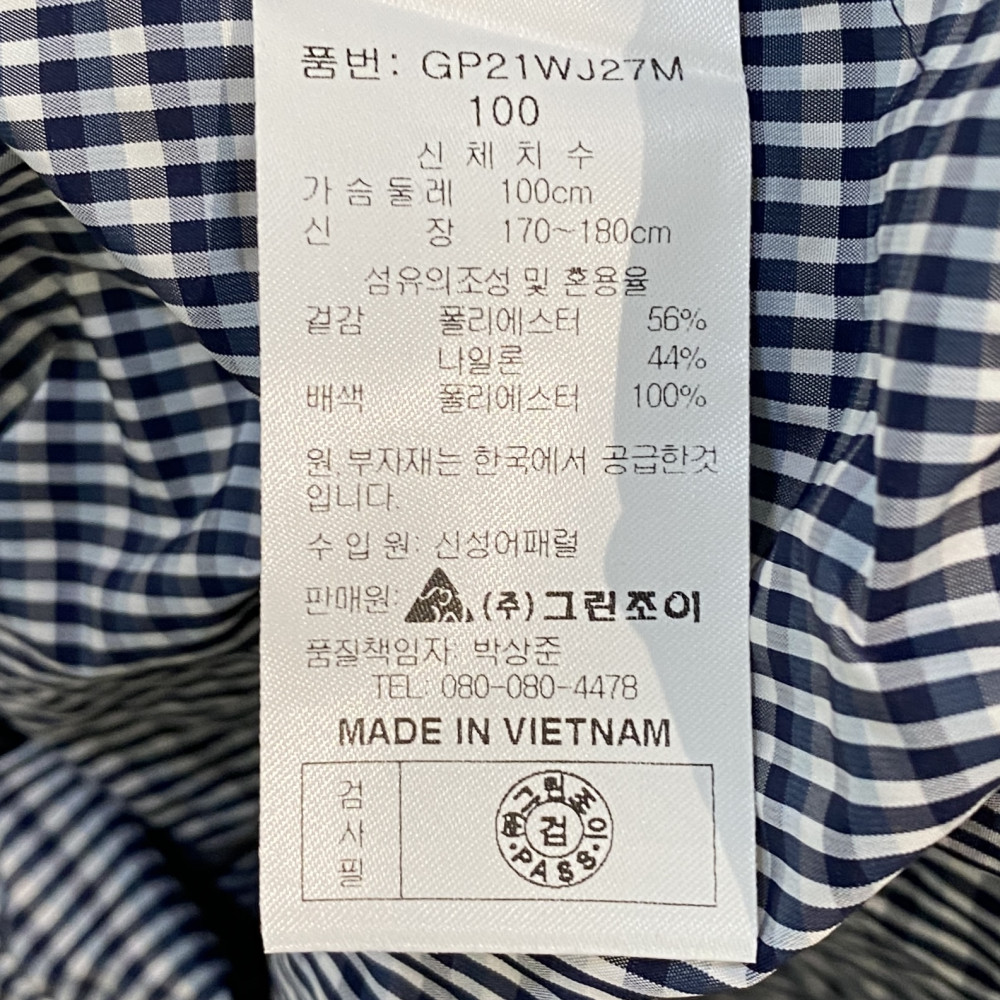 품번: GP21WJ27M
100
신 체 치 수
가 슴 둘 레 100cm
신 장 170~180cm
섬유의조성 및 혼용율
겉감 폴리에스터 56%
나일론 44%
배색 폴리에스터 100%
원,부자재는 한국에서 공급한것
입니다.
수 입 원: 신성어패럴
판매원: (주)그린조이
품질책임자 박상준
TEL: 080-080-4478
MADE IN VIETNAM
검사필
㈜그린조이
검
PASS